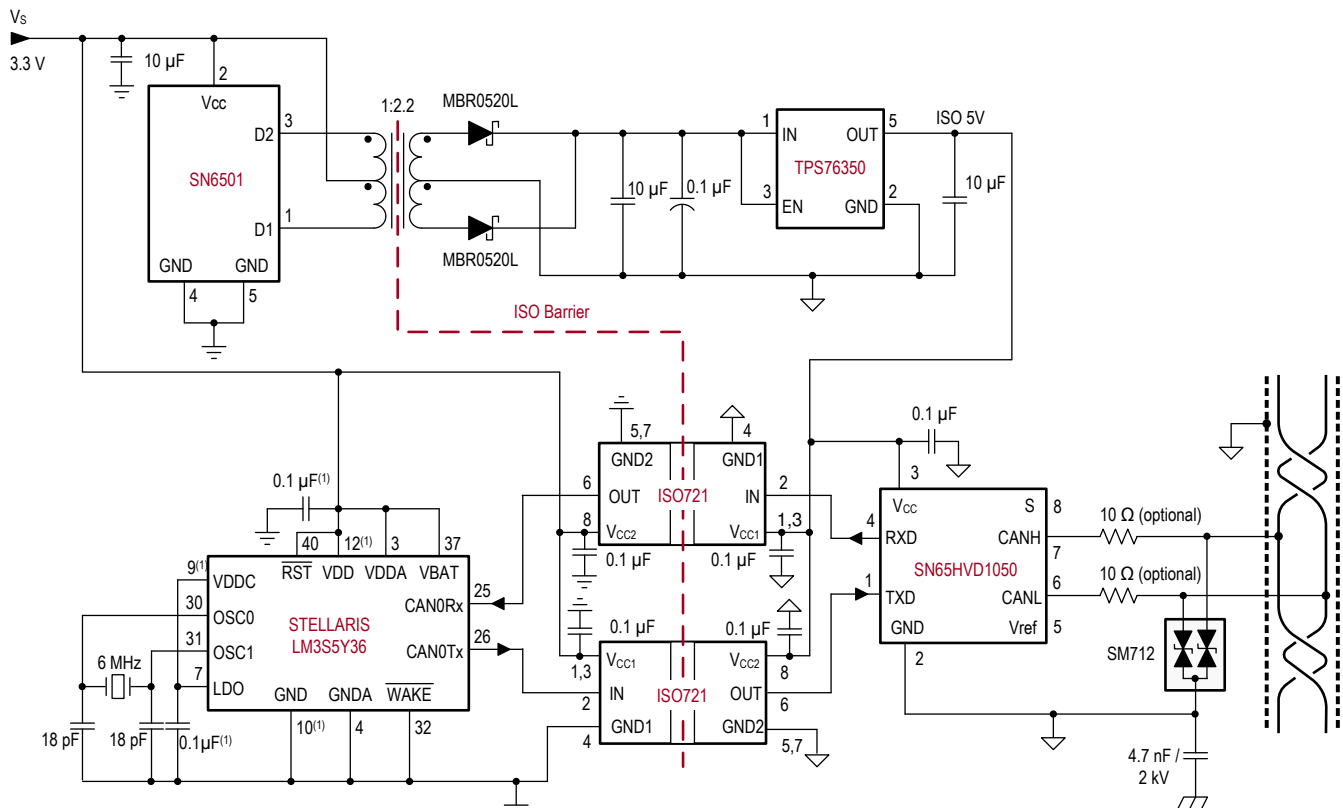 VS
3.3 V
10 µF
2
Vcc
D2
3
SN6501
D1
1
GND
GND
4
5
1:2.2
MBR0520L
MBR0520L
10 µF
0.1 µF
1
IN
OUT
5
TPS76350
3
EN
GND
2
ISO 5V
10 µF
ISO Barrier
5,7
GND2
6
OUT
8
VCC2
ISO721
4
GND1
IN
2
VCC1
1,3
0.1 µF
0.1 µF
0.1 µF
3
VCC
S
8
4
RXD
CANH
7
SN65HVD1050
1
TXD
CANL
6
GND
Vref
5
2
10 Ω (optional)
10 Ω (optional)
SM712
4.7 nF /
2 kV
0.1 µF(1)
40
12(1)
3
37
RST
VDD
VDDA
VBAT
9(1)
VDDC
30
OSC0
31
OSC1
7
LDO
CAN0Rx
25
CAN0Tx
26
STELLARIS
LM3S5Y36
GND
GNDA
WAKE
10(1)
4
32
6 MHz
18 pF
18 pF
0.1µF(1)
0.1 µF
0.1 µF
1,3
VCC1
2
IN
4
GND1
ISO721
VCC2
8
OUT
6
GND2
5,7